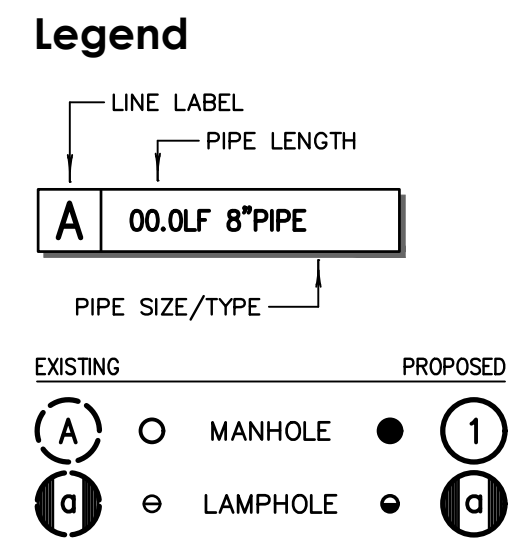 Legend
LINE LABEL
PIPE LENGTH
A 00.0LF 8"PIPE
PIPE SIZE/TYPE
EXISTING PROPOSED
A MANHOLE 1
a LAMPHOLE a